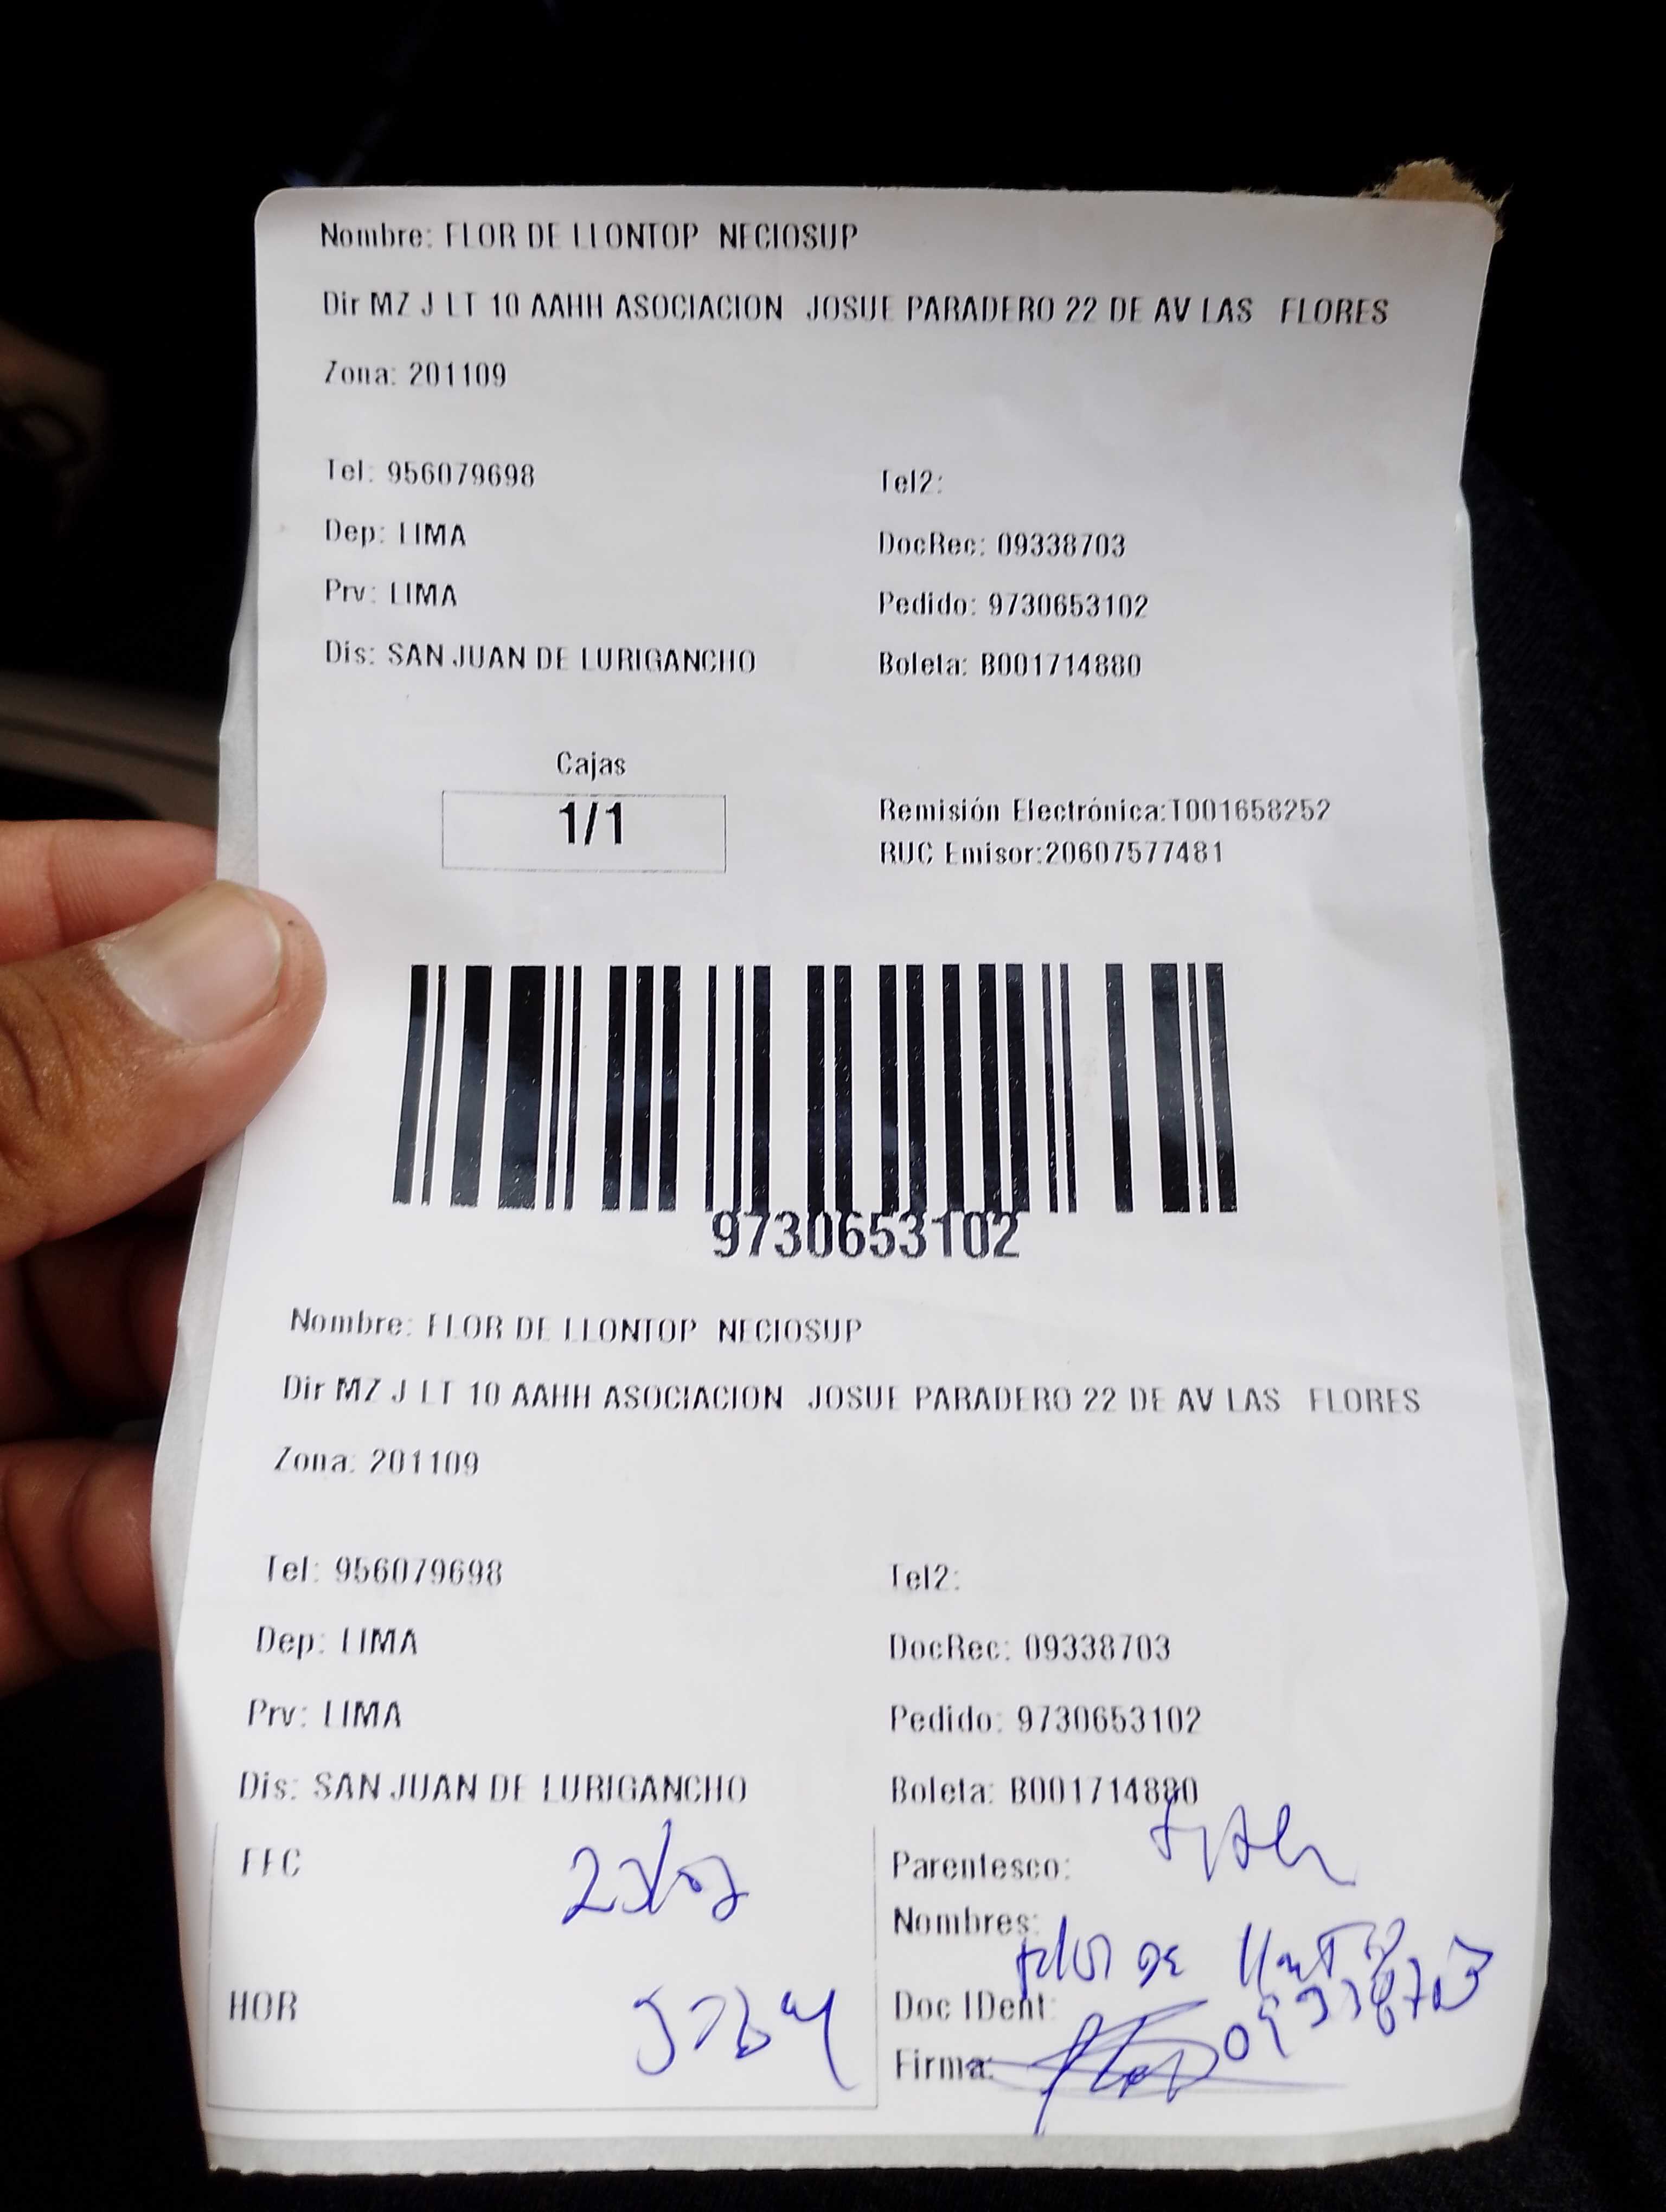 Nombre: FLOR DE LLONTOP NECIOSUP
Dir MZ J LT 10 AAHH ASOCIACION JOSUE PARADERO 22 DE AV LAS FLORES
Zona: 201109
Tel: 956079698 Tel2:
Dep: LIMA DocRec: 09338703
Prv: LIMA Pedido: 9730653102
Dis: SAN JUAN DE LURIGANCHO Boleta: B001714880
Cajas
1/1
Remisión Electrónica:T001658252
RUC Emisor:20607577481
9730653102
Nombre: FLOR DE LLONTOP NECIOSUP
Dir MZ J LT 10 AAHH ASOCIACION JOSUE PARADERO 22 DE AV LAS FLORES
Zona: 201109
Tel: 956079698 Tel2:
Dep: LIMA DocRec: 09338703
Prv: LIMA Pedido: 9730653102
Dis: SAN JUAN DE LURIGANCHO Boleta: B001714880
FEC Parentesco:
Nombres: Flor de
HOR Doc IDent: 09338703
Firma: